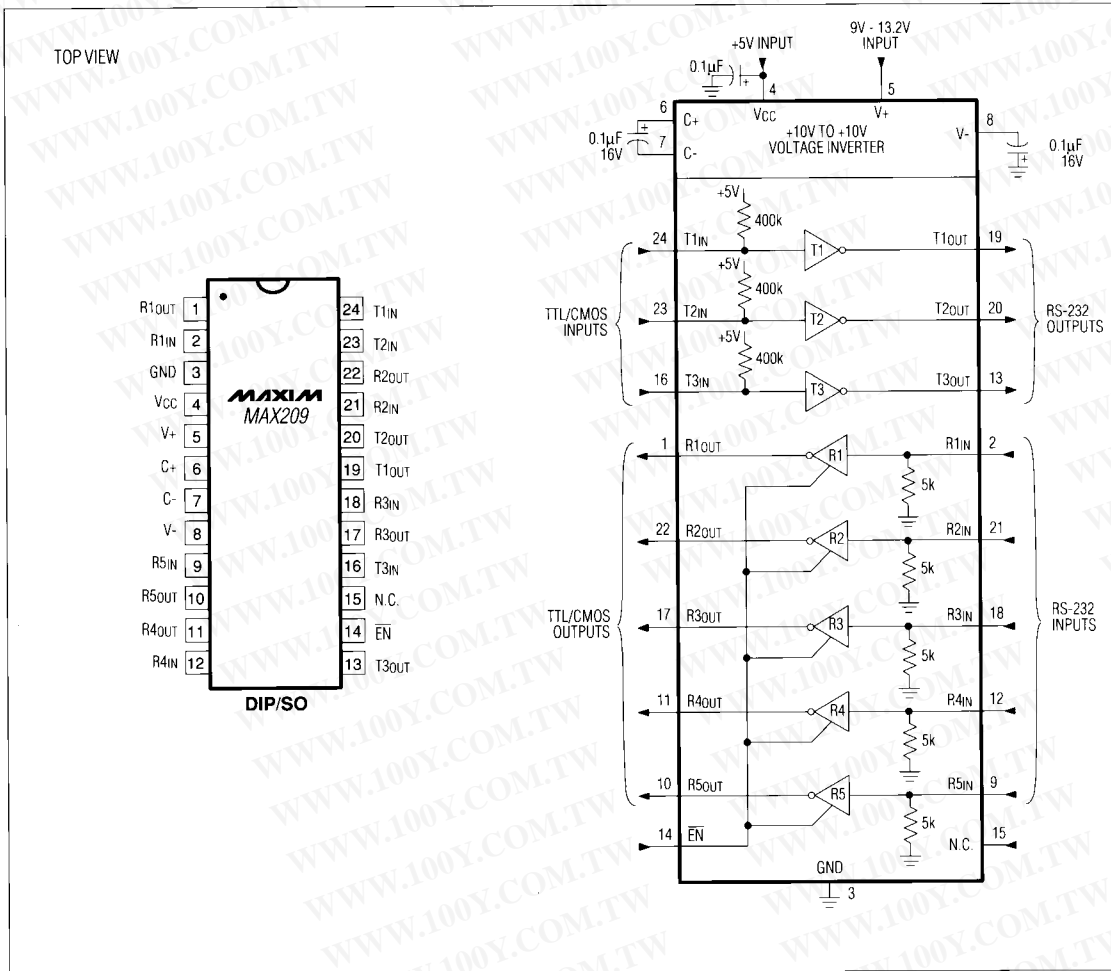 TOP VIEW
R1OUT 1
R1IN 2
GND 3
VCC 4
V+ 5
C+ 6
C- 7
V- 8
R5IN 9
R5OUT 10
R4OUT 11
R4IN 12
24 T1IN
23 T2IN
22 R2OUT
21 R2IN
20 T2OUT
19 T1OUT
18 R3IN
17 R3OUT
16 T3IN
15 N.C.
14 E̅N̅
13 T3OUT
MAXIM
MAX209
DIP/SO
+5V INPUT
9V - 13.2V
INPUT
0.1µF
+
4
5
VCC
V+
6
C+
7
C-
0.1µF
16V
+
+10V TO +10V
VOLTAGE INVERTER
V-
8
0.1µF
16V
+
+5V
400k
24 T1IN T1 T1OUT 19
+5V
400k
23 T2IN T2 T2OUT 20
+5V
400k
16 T3IN T3 T3OUT 13
TTL/CMOS
INPUTS
RS-232
OUTPUTS
1 R1OUT R1 R1IN 2
5k
22 R2OUT R2 R2IN 21
5k
17 R3OUT R3 R3IN 18
5k
11 R4OUT R4 R4IN 12
5k
10 R5OUT R5 R5IN 9
5k
TTL/CMOS
OUTPUTS
RS-232
INPUTS
14 E̅N̅
N.C. 15
GND
3
WWW.100Y.COM.TW